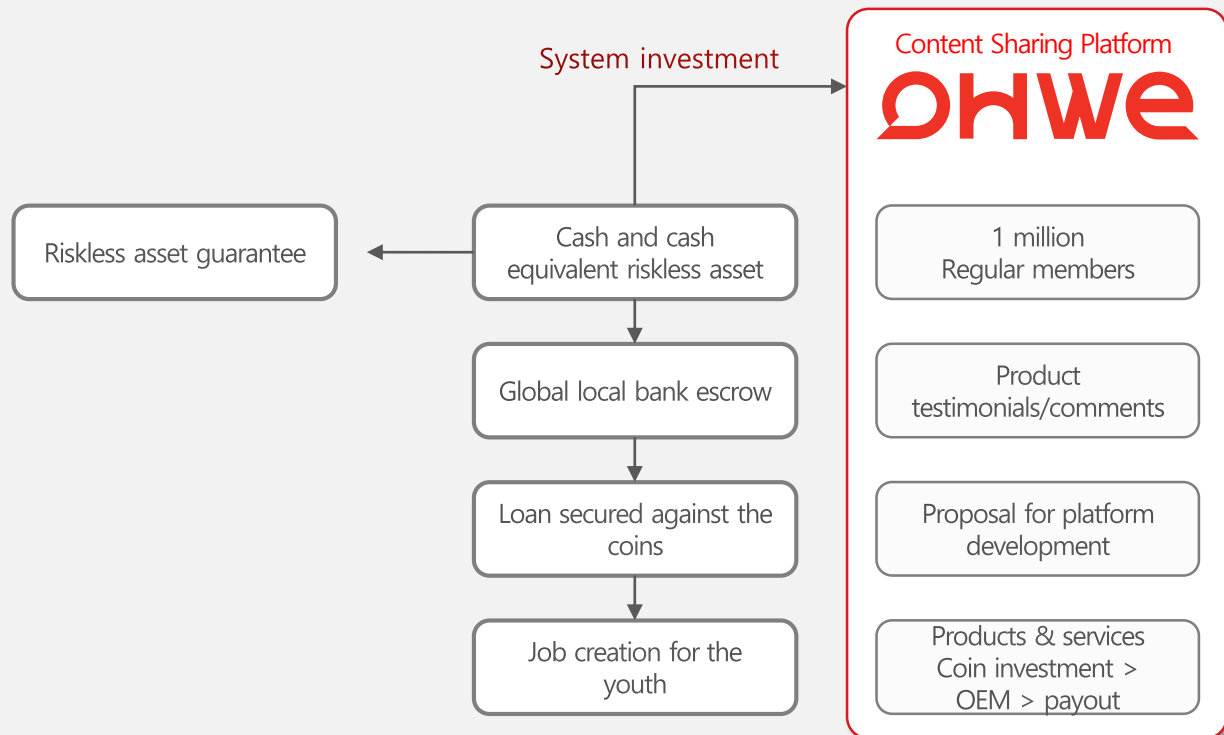 System investment
Content Sharing Platform
OHWe
Riskless asset guarantee
Cash and cash
equivalent riskless asset
1 million
Regular members
Global local bank escrow
Product
testimonials/comments
Loan secured against the
coins
Proposal for platform
development
Job creation for the
youth
Products & services
Coin investment >
OEM > payout